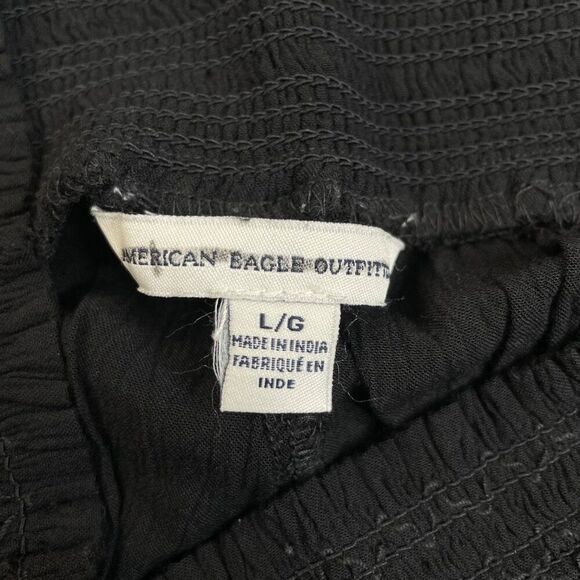 MERICAN EAGLE OUTFITT
L/G
MADE IN INDIA
FABRIQUÉ EN
INDE